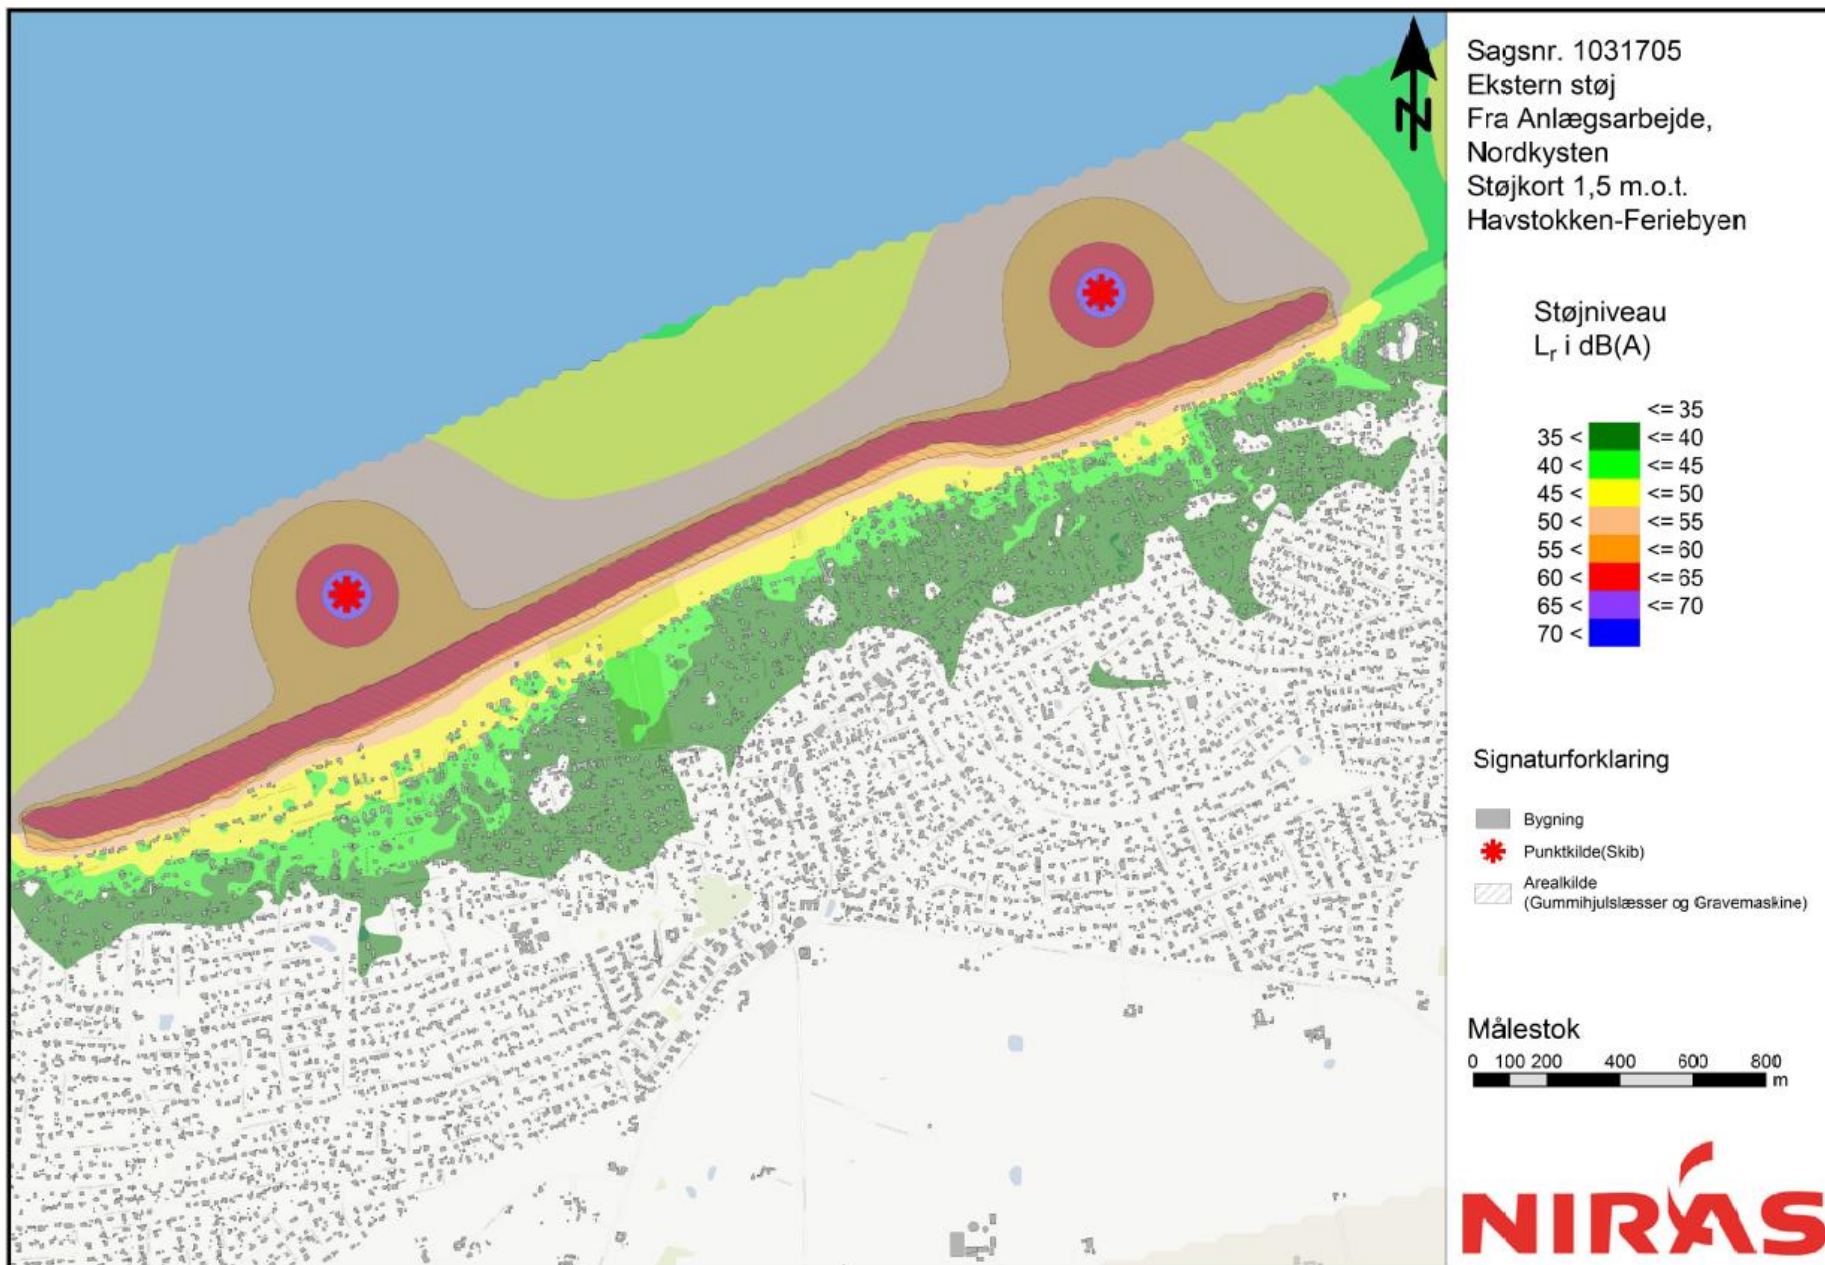 N
Sagsnr. 1031705
Ekstern støj
Fra Anlægsarbejde,
Nordkysten
Støjkort 1,5 m.o.t.
Havstokken-Feriebyen
Støjniveau
Lr i dB(A)
<= 35
35 < <= 40
40 < <= 45
45 < <= 50
50 < <= 55
55 < <= 60
60 < <= 65
65 < <= 70
70 <
Signaturforklaring
Bygning
Punktkilde(Skib)
Arealkilde
(Gummihjulslæsser og Gravemaskine)
Målestok
0 100 200 400 600 800
m
NIRAS